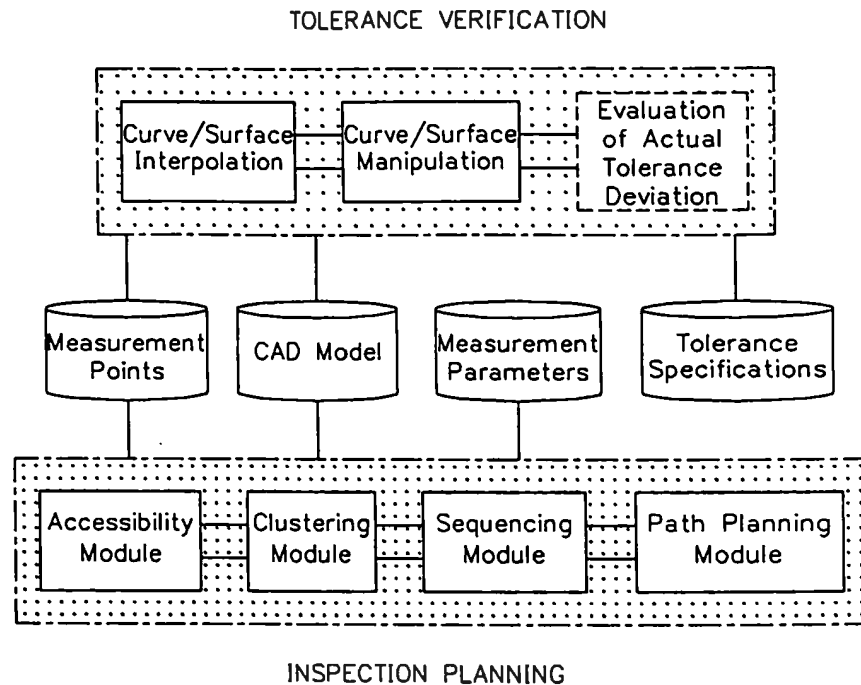 TOLERANCE VERIFICATION
Curve/Surface
Interpolation
Curve/Surface
Manipulation
Evaluation
of Actual
Tolerance
Deviation
Measurement
Points
CAD Model
Measurement
Parameters
Tolerance
Specifications
Accessibility
Module
Clustering
Module
Sequencing
Module
Path Planning
Module
INSPECTION PLANNING